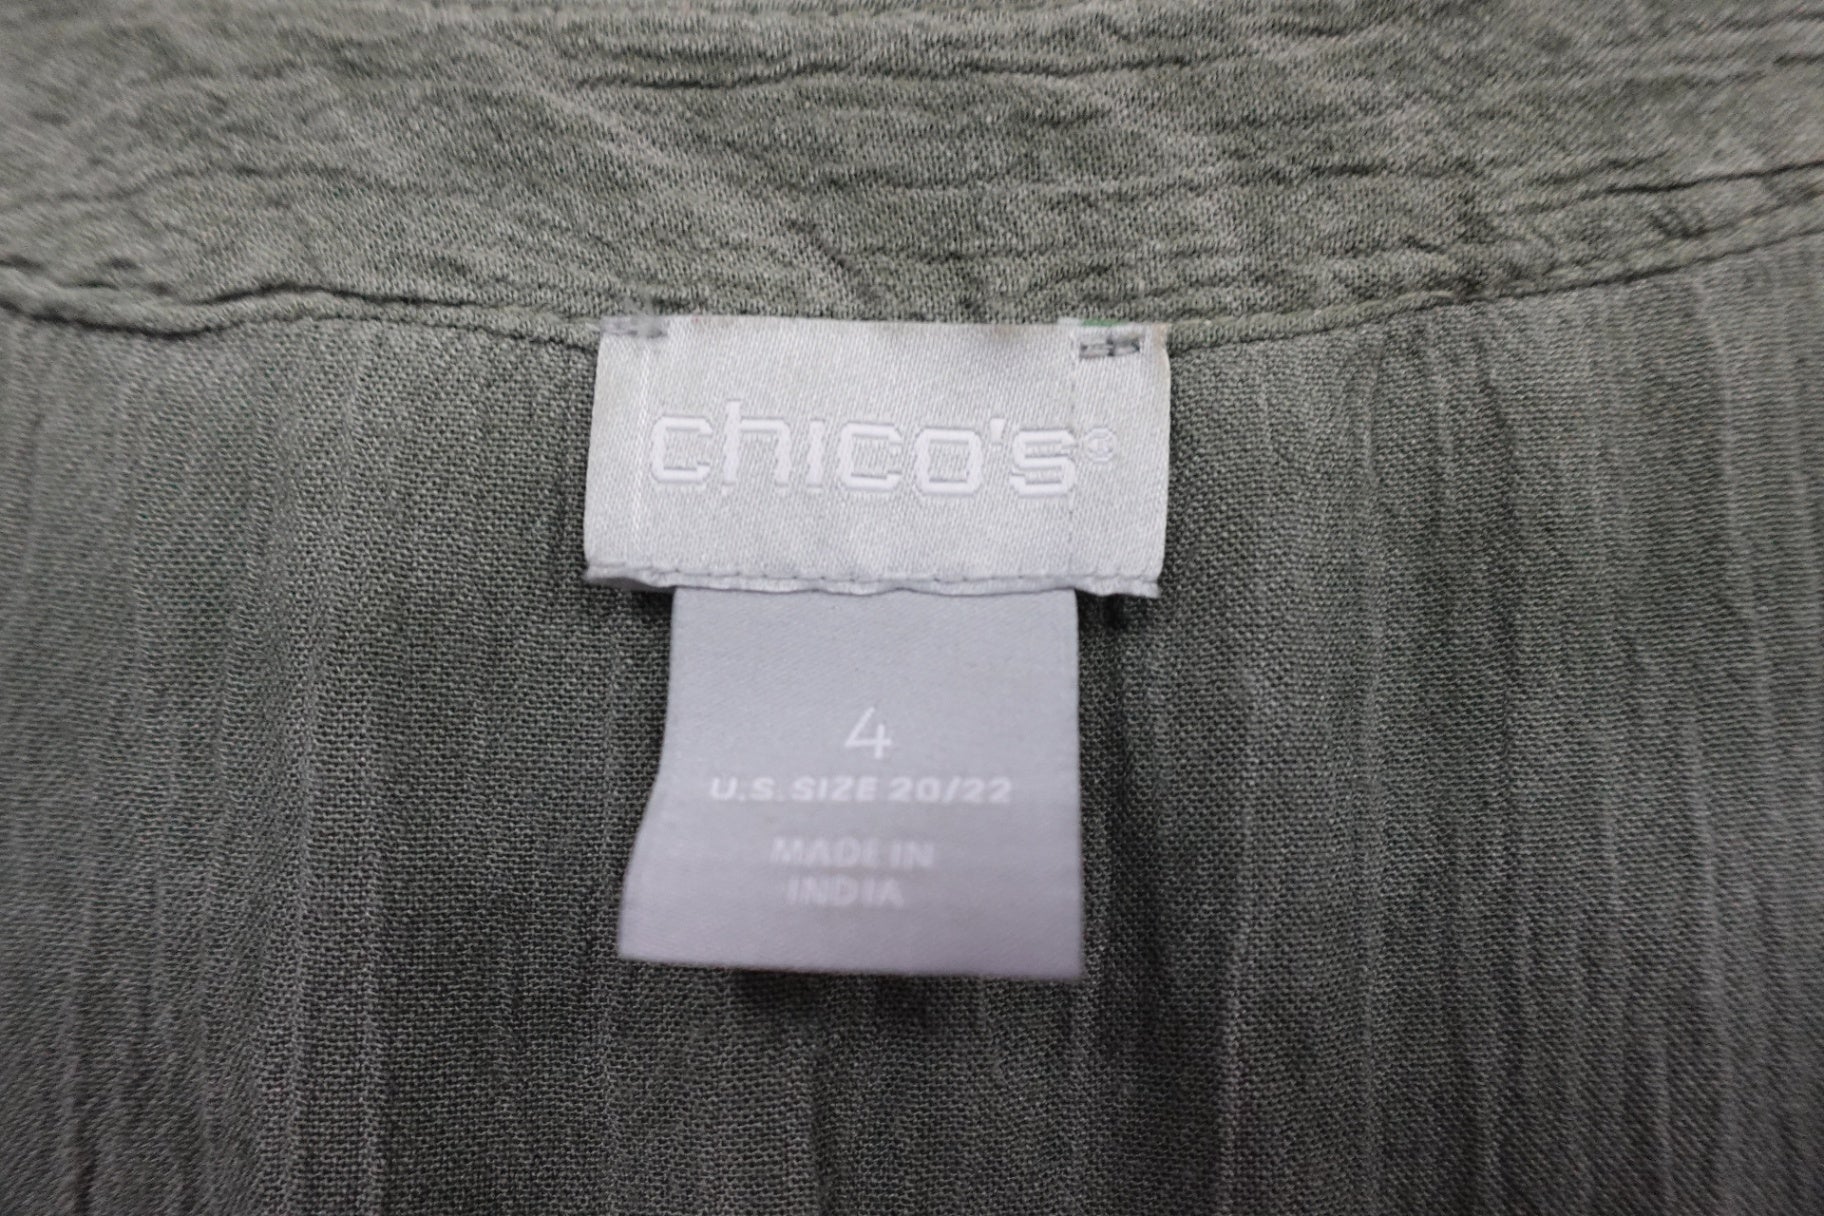 chico's®
4
U.S. SIZE 20/22
MADE IN
INDIA